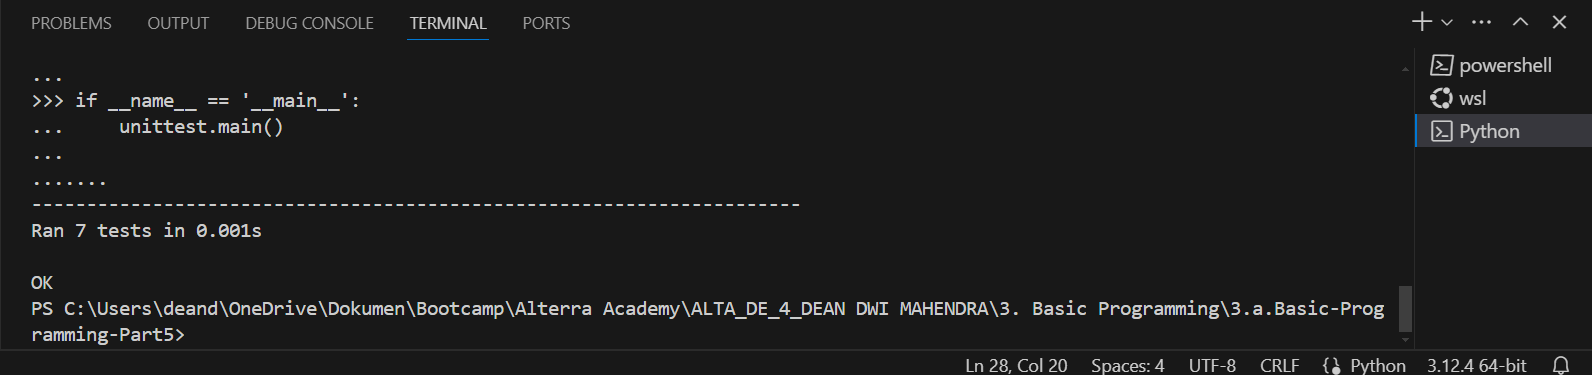 PROBLEMS OUTPUT DEBUG CONSOLE TERMINAL PORTS
...
>>> if __name__ == '__main__':
...     unittest.main()
...
.......
----------------------------------------------------------------------
Ran 7 tests in 0.001s
OK
PS C:\Users\deand\OneDrive\Dokumen\Bootcamp\Alterra Academy\ALTA_DE_4_DEAN DWI MAHENDRA\3. Basic Programming\3.a.Basic-Prog
ramming-Part5>
powershell
wsl
Python
Ln 28, Col 20 Spaces: 4 UTF-8 CRLF Python 3.12.4 64-bit